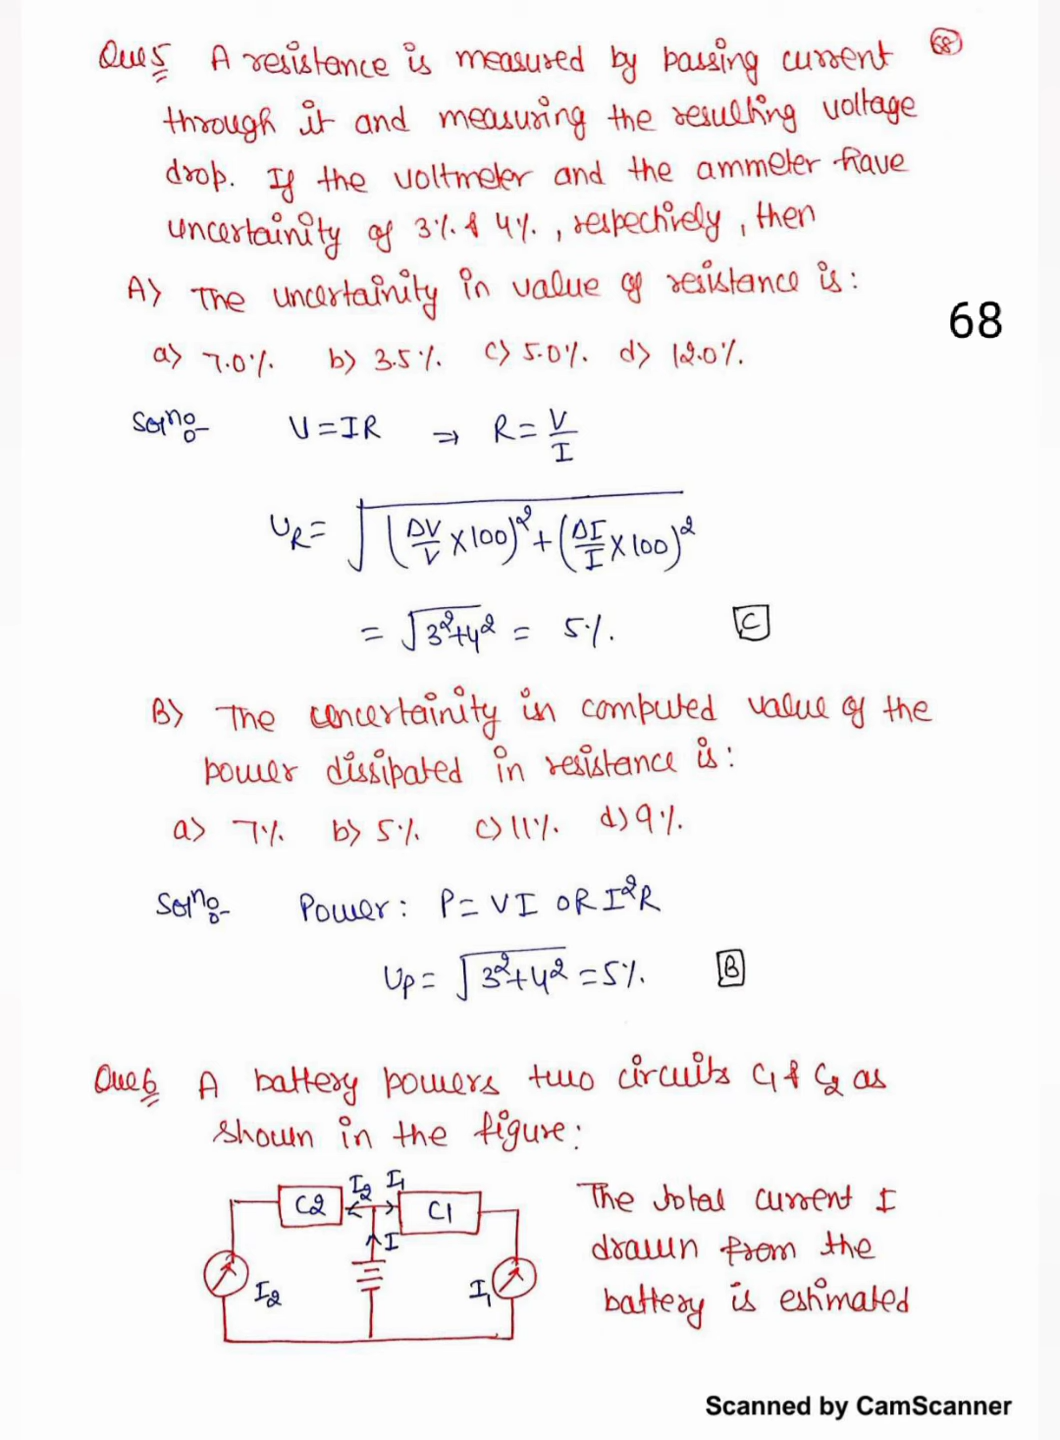 Ques A resistance is measured by passing current 68
through it and measuring the resulting voltage
drop. If the voltmeter and the ammeter have
uncertainity of 3% & 4%, respectively, then
A) The uncertainity in value of resistance is:
68
a) 7.0%. b) 3.5%. c) 5.0%. d) 12.0%.
Soln:- V=IR ⇒ R= V/I
UR= √(ΔV/V ×100)²+(ΔI/I ×100)²
= √3²+4² = 5%. C
B) The uncertainity in computed value of the
power dissipated in resistance is:
a) 7% b) 5%. c) 11%. d) 9%.
Soln:- Power: P= VI OR I²R
UP= √3²+4² =5%. B
Que6 A battery powers two circuits C1 & C2 as
shown in the figure:
I2 I1
C2 C1
I
I2 I1
The total current I
drawn from the
battery is estimated
Scanned by CamScanner